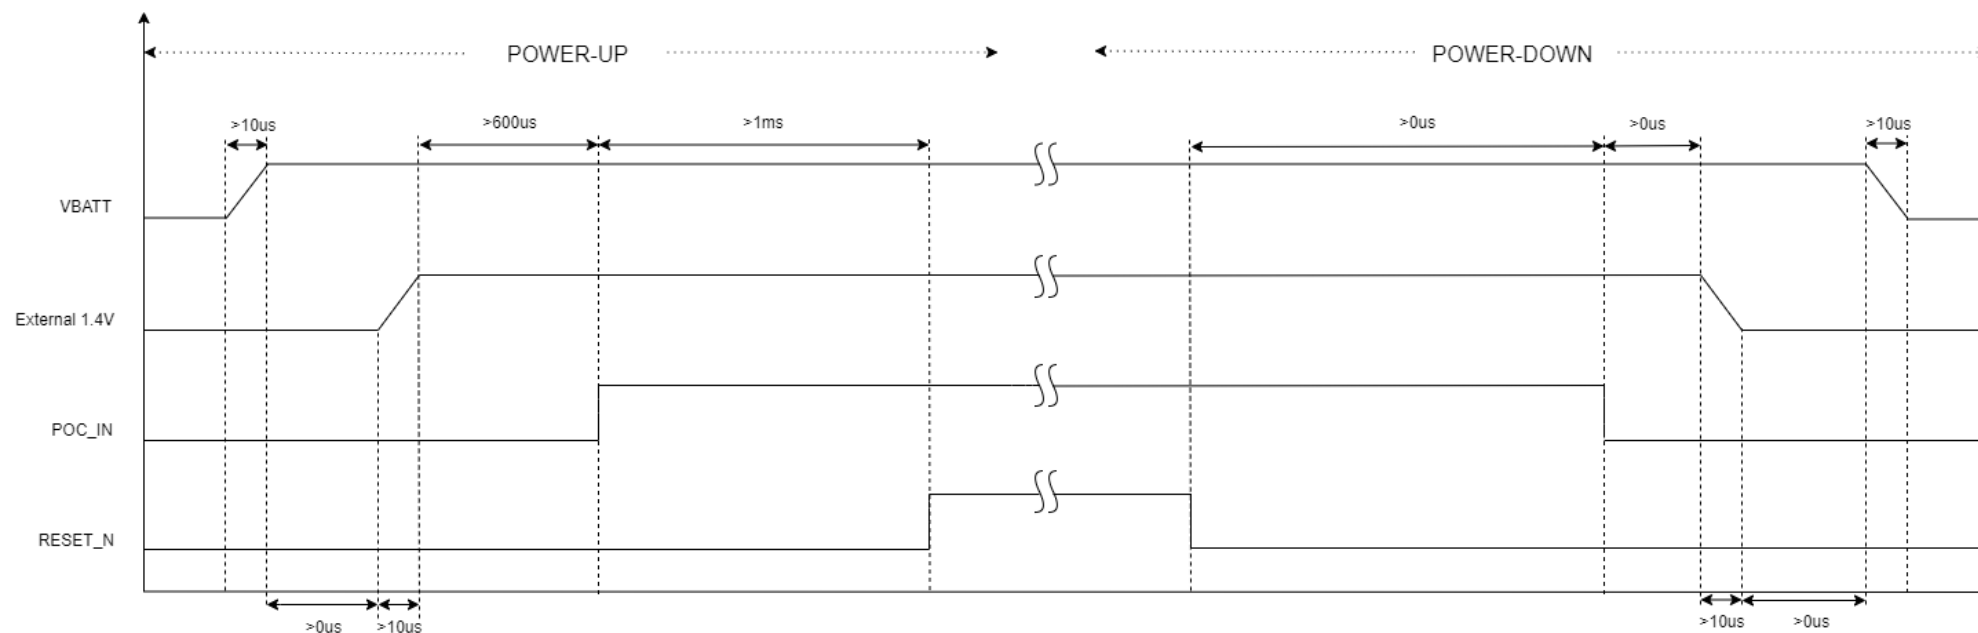 POWER-UP
POWER-DOWN
>10us
>600us
>1ms
>0us
>0us
>10us
VBATT
External 1.4V
POC_IN
RESET_N
>0us
>10us
>10us
>0us